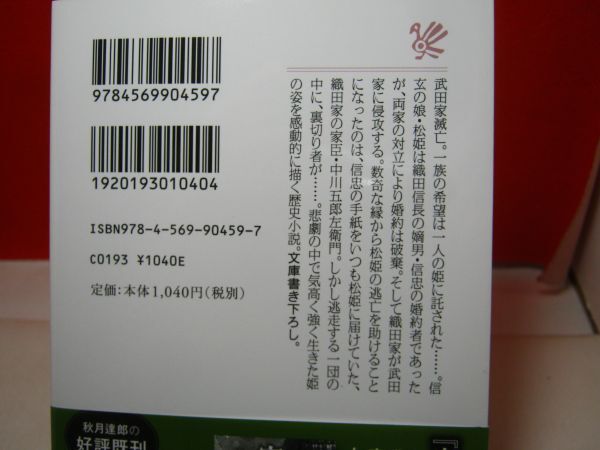 武田家滅亡。一族の希望は一人の姫に託された……。信
玄の娘・松姫は織田信長の嫡男・信忠の婚約者であった
が、両家の対立により婚約は破棄。そして織田家が武田
家に侵攻する。数奇な縁から松姫の逃亡を助けること
になったのは、信忠の手紙をいつも松姫に届けていた、
織田家の家臣・中川五郎左衛門。しかし逃走する一団の
中に、裏切り者が……。悲劇の中で気高く強く生きた姫
の姿を感動的に描く歴史小説。文庫書き下ろし。
9784569904597
1920193010404
ISBN978-4-569-90459-7
C0193 ¥1040E
定価:本体1,040円(税別)
秋月達郎の
好評既刊